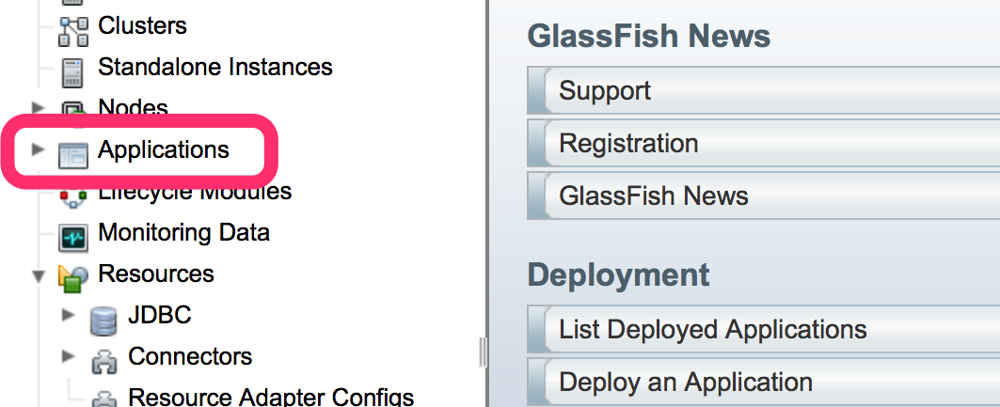 Clusters
Standalone Instances
Nodes
Applications
Lifecycle Modules
Monitoring Data
Resources
JDBC
Connectors
Resource Adapter Configs
GlassFish News
Support
Registration
GlassFish News
Deployment
List Deployed Applications
Deploy an Application